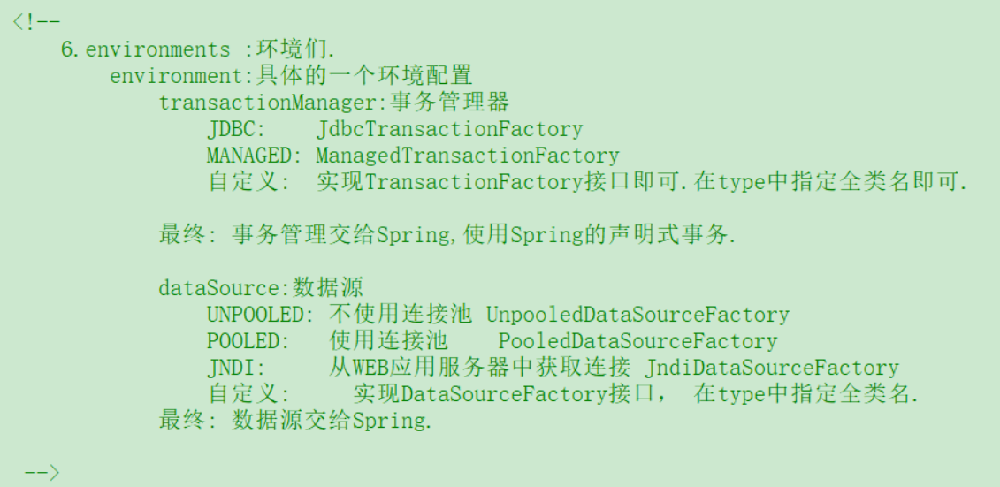 <!--
6.environments :环境们.
environment:具体的一个环境配置
transactionManager:事务管理器
JDBC: JdbcTransactionFactory
MANAGED: ManagedTransactionFactory
自定义: 实现TransactionFactory接口即可.在type中指定全类名即可.
最终: 事务管理交给Spring,使用Spring的声明式事务.
dataSource:数据源
UNPOOLED: 不使用连接池 UnpooledDataSourceFactory
POOLED: 使用连接池 PooledDataSourceFactory
JNDI: 从WEB应用服务器中获取连接 JndiDataSourceFactory
自定义: 实现DataSourceFactory接口， 在type中指定全类名.
最终: 数据源交给Spring.
-->